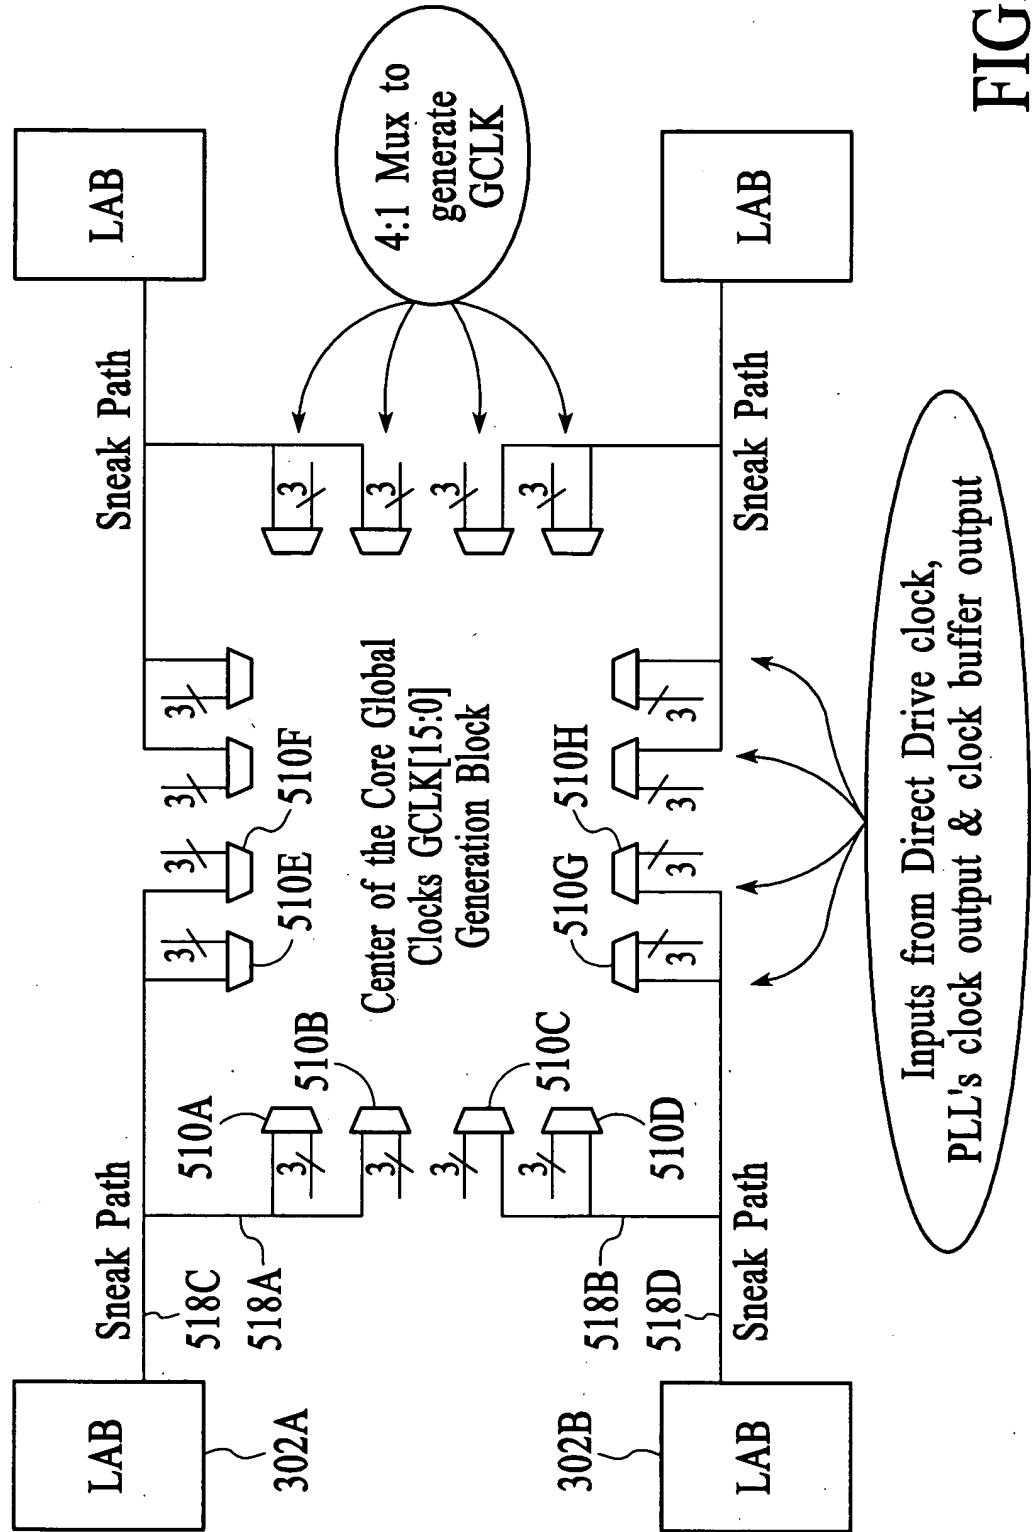 LAB
Sneak Path
Sneak Path
LAB
302A
518C
518A
3
3
3
3
510A
510B
510E
510F
3
3
3
3
4:1 Mux to
generate
GCLK
Center of the Core Global
Clocks GCLK[15:0]
Generation Block
3
3
3
3
510C
510D
510G
510H
3
3
3
3
302B
518B
518D
LAB
Sneak Path
Sneak Path
LAB
Inputs from Direct Drive clock,
PLL's clock output & clock buffer output
FIG